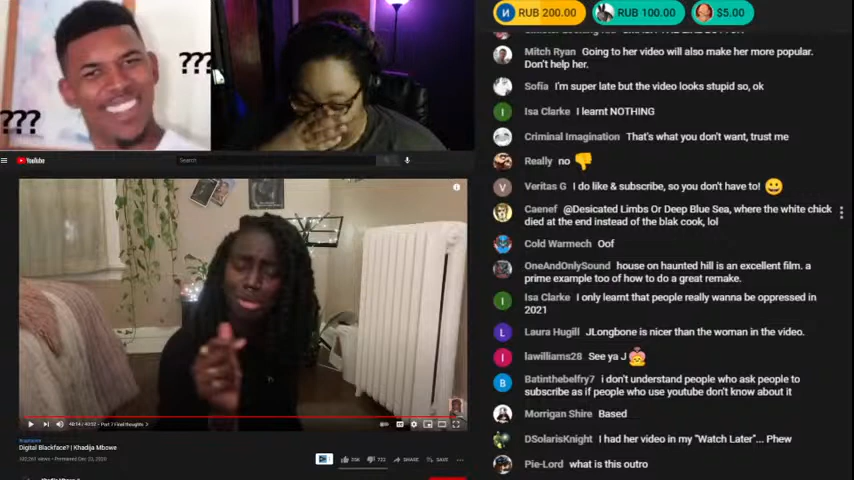 ???
???
RUB 200.00 RUB 100.00 $5.00
Mitch Ryan Going to her video will also make her more popular.
Don't help her.
Sofia I'm super late but the video looks stupid so, ok
Isa Clarke I learnt NOTHING
Criminal Imagination That's what you don't want, trust me
Really no
Veritas G I do like & subscribe, so you don't have to!
Caenef @Desicated Limbs Or Deep Blue Sea, where the white chick
died at the end instead of the blak cook, lol
Cold Warmech Oof
OneAndOnlySound house on haunted hill is an excellent film. a
prime example too of how to do a great remake.
Isa Clarke I only learnt that people really wanna be oppressed in
2021
Laura Hugill JLongbone is nicer than the woman in the video.
lawilliams28 See ya J
Batinthebelfry7 i don't understand people who ask people to
subscribe as if people who use youtube don't know about it
Morrigan Shire Based
DSolarisKnight I had her video in my "Watch Later"... Phew
Pie-Lord what is this outro
YouTube
Search
Part 7 Final thoughts
Digital Blackface? | Khadija Mbowe
SHARE
SAVE